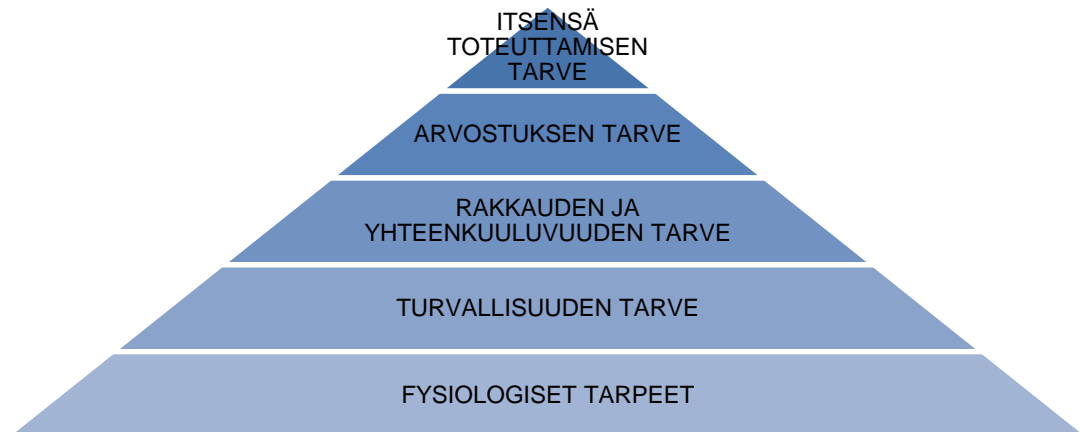 ITSENSÄ
TOTEUTTAMISEN
TARVE
ARVOSTUKSEN TARVE
RAKKAUDEN JA
YHTEENKUULUVUUDEN TARVE
TURVALLISUUDEN TARVE
FYSIOLOGISET TARPEET